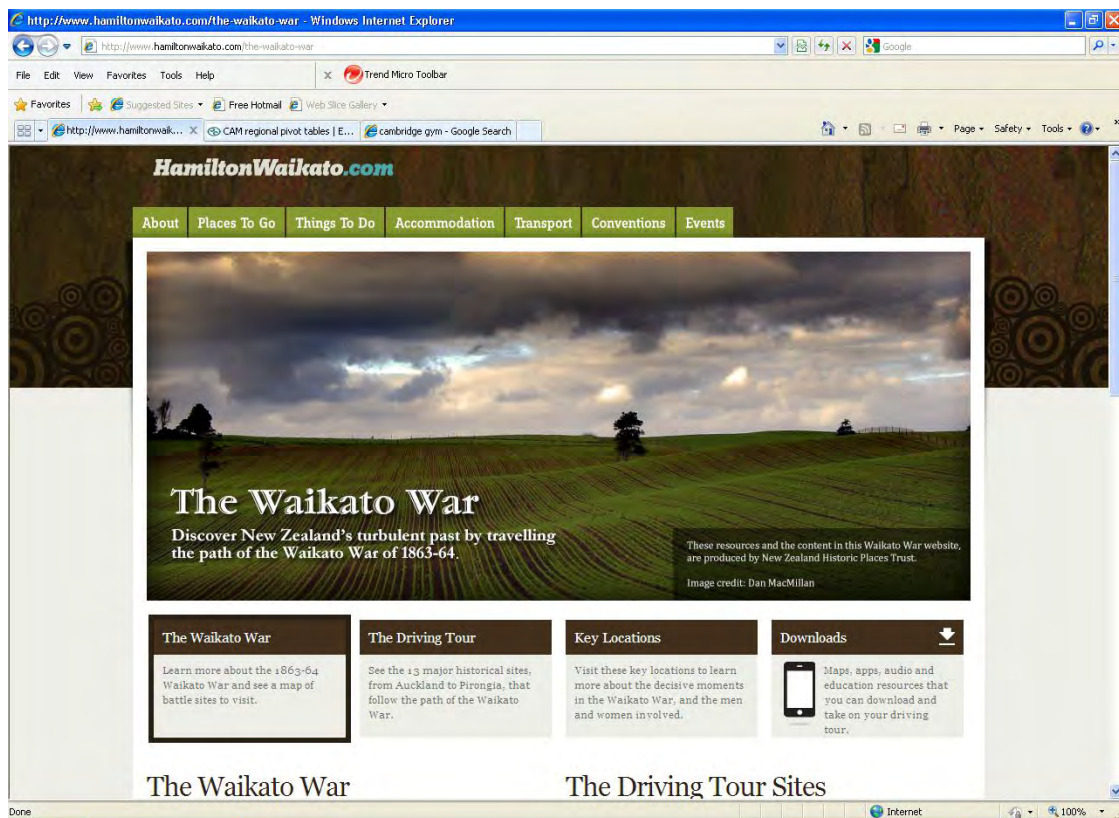 http://www.hamiltonwaikato.com/the-waikato-war - Windows Internet Explorer
http://www.hamiltonwaikato.com/the-waikato-war
Google
File Edit View Favorites Tools Help
x Trend Micro Toolbar
Favorites Suggested Sites Free Hotmail Web Slice Gallery
http://www.hamiltonwaik... X CAM regional pivot tables | E... cambridge gym - Google Search
Page Safety Tools
HamiltonWaikato.com
About Places To Go Things To Do Accommodation Transport Conventions Events
The Waikato War
Discover New Zealand's turbulent past by travelling
the path of the Waikato War of 1863-64.
These resources and the content in this Waikato War website,
are produced by New Zealand Historic Places Trust.
Image credit: Dan MacMillan
The Waikato War
Learn more about the 1863-64
Waikato War and see a map of
battle sites to visit.
The Driving Tour
See the 13 major historical sites,
from Auckland to Pirongia, that
follow the path of the Waikato
War.
Key Locations
Visit these key locations to learn
more about the decisive moments
in the Waikato War, and the men
and women involved.
Downloads
Maps, apps, audio and
education resources that
you can download and
take on your driving
tour.
The Waikato War
The Driving Tour Sites
Done
Internet
100%